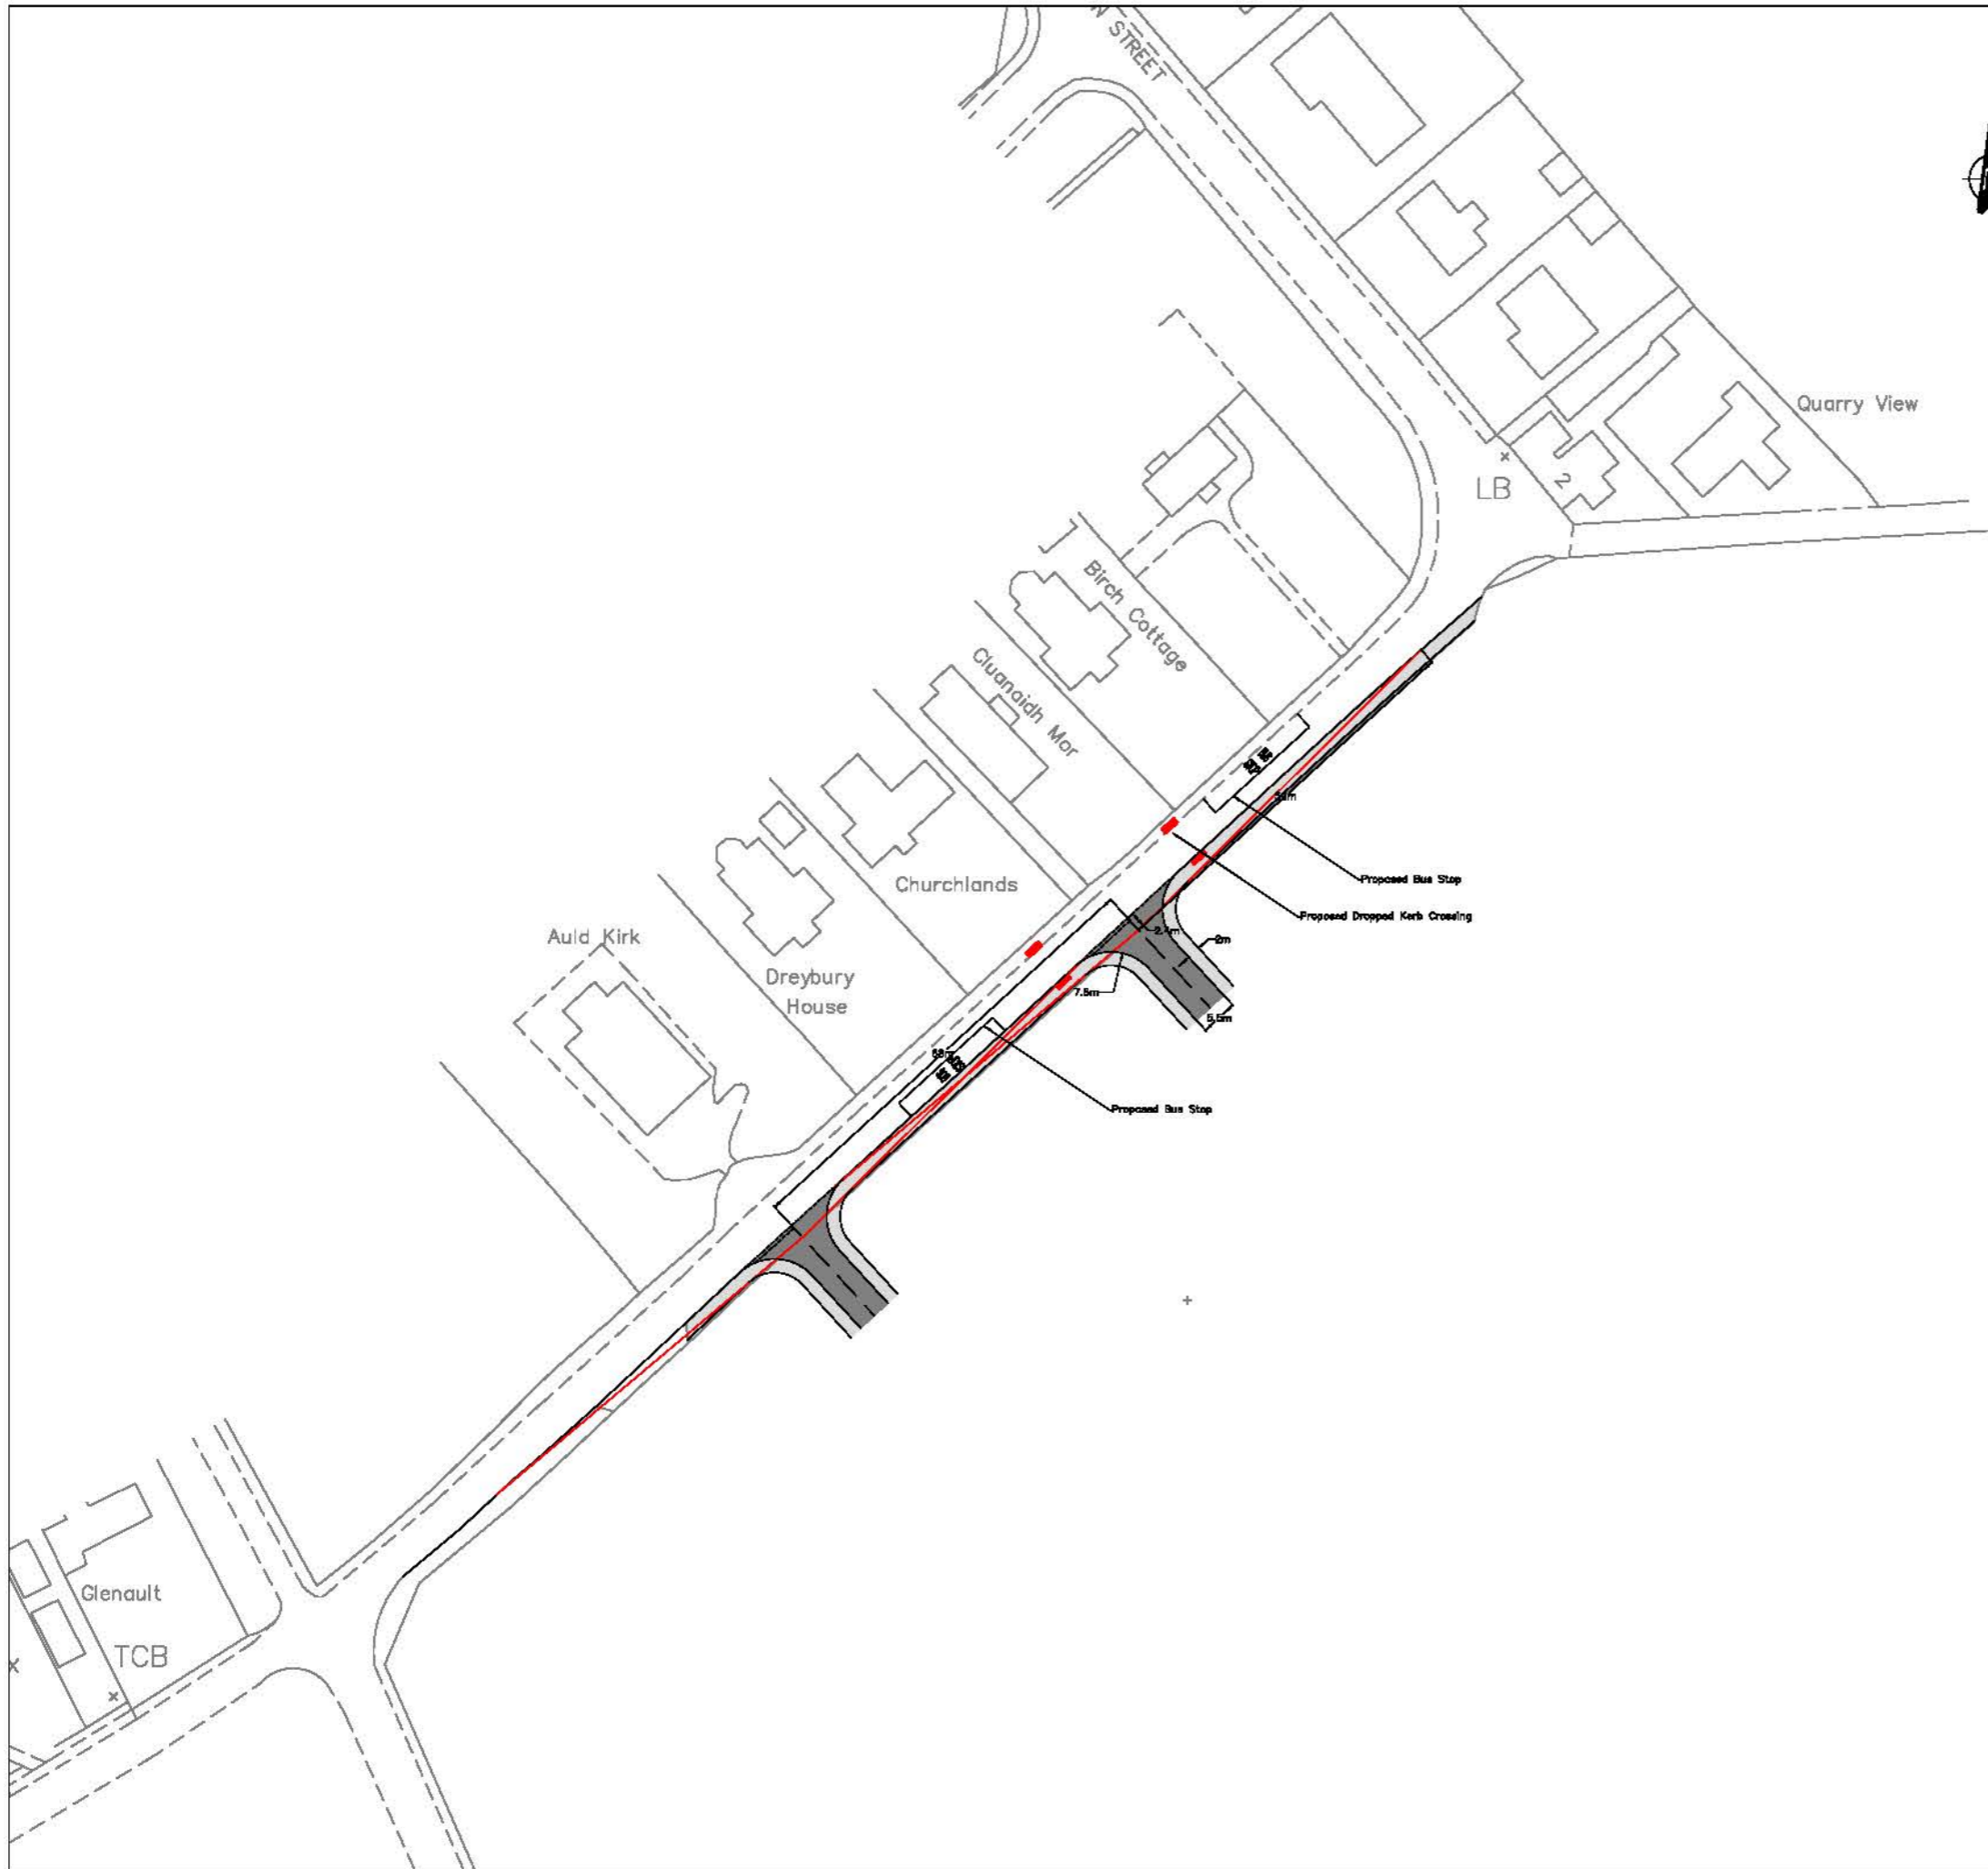 STREET
Quarry View
LB
2
Birch Cottage
Cluanaidh Mor
Proposed Bus Stop
Churchlands
Proposed Dropped Kerb Crossing
2.4m
2m
Auld Kirk
Dreybury
House
7.5m
5.5m
Proposed Bus Stop
Glenault
TCB